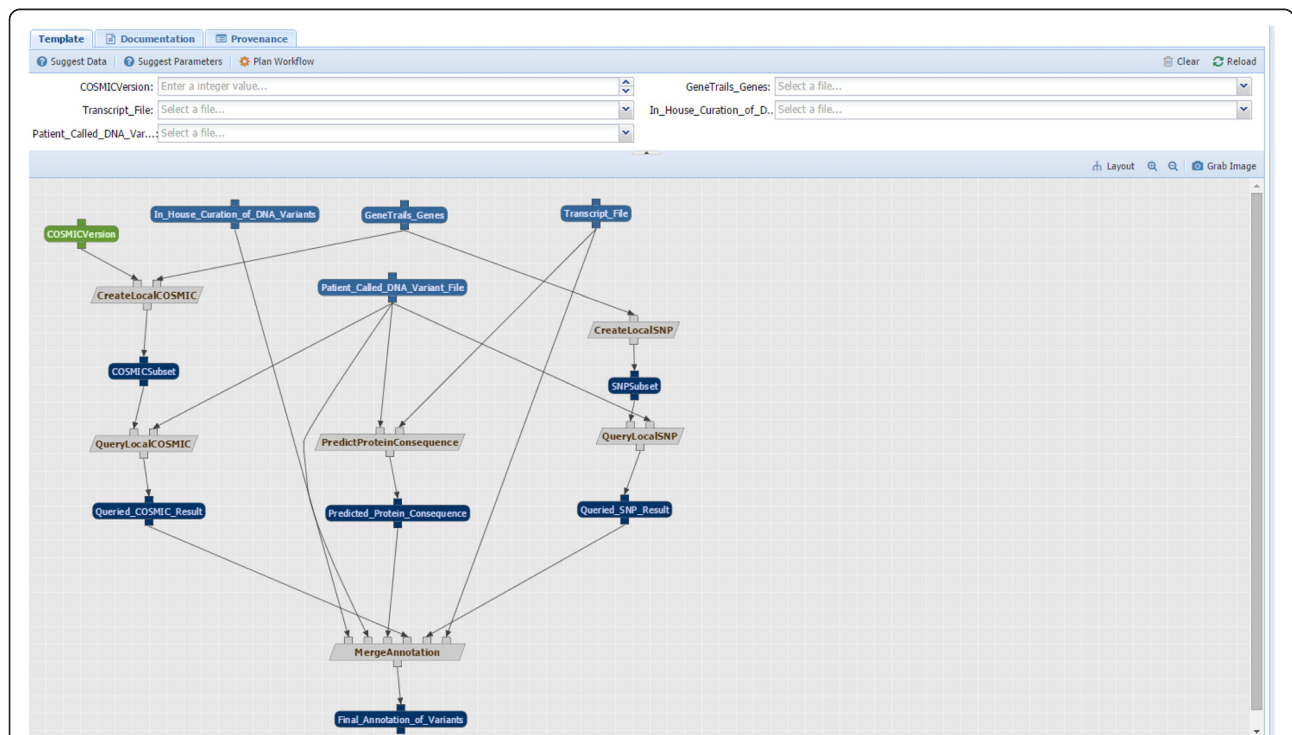 Template Documentation Provenance
Suggest Data Suggest Parameters Plan Workflow Clear Reload
COSMICVersion: Enter a integer value... GeneTrails_Genes: Select a file...
Transcript_File: Select a file... In_House_Curation_of_D.. Select a file...
Patient_Called_DNA_Var...: Select a file...
Layout Grab Image
In_House_Curation_of_DNA_Variants GeneTrails_Genes Transcript_File
COSMICVersion
Patient_Called_DNA_Variant_File
CreateLocalCOSMIC
CreateLocalSNP
COSMICSubset
SNPSubset
QueryLocalCOSMIC PredictProteinConsequence QueryLocalSNP
Queried_COSMIC_Result Predicted_Protein_Consequence Queried_SNP_Result
MergeAnnotation
Final_Annotation_of_Variants